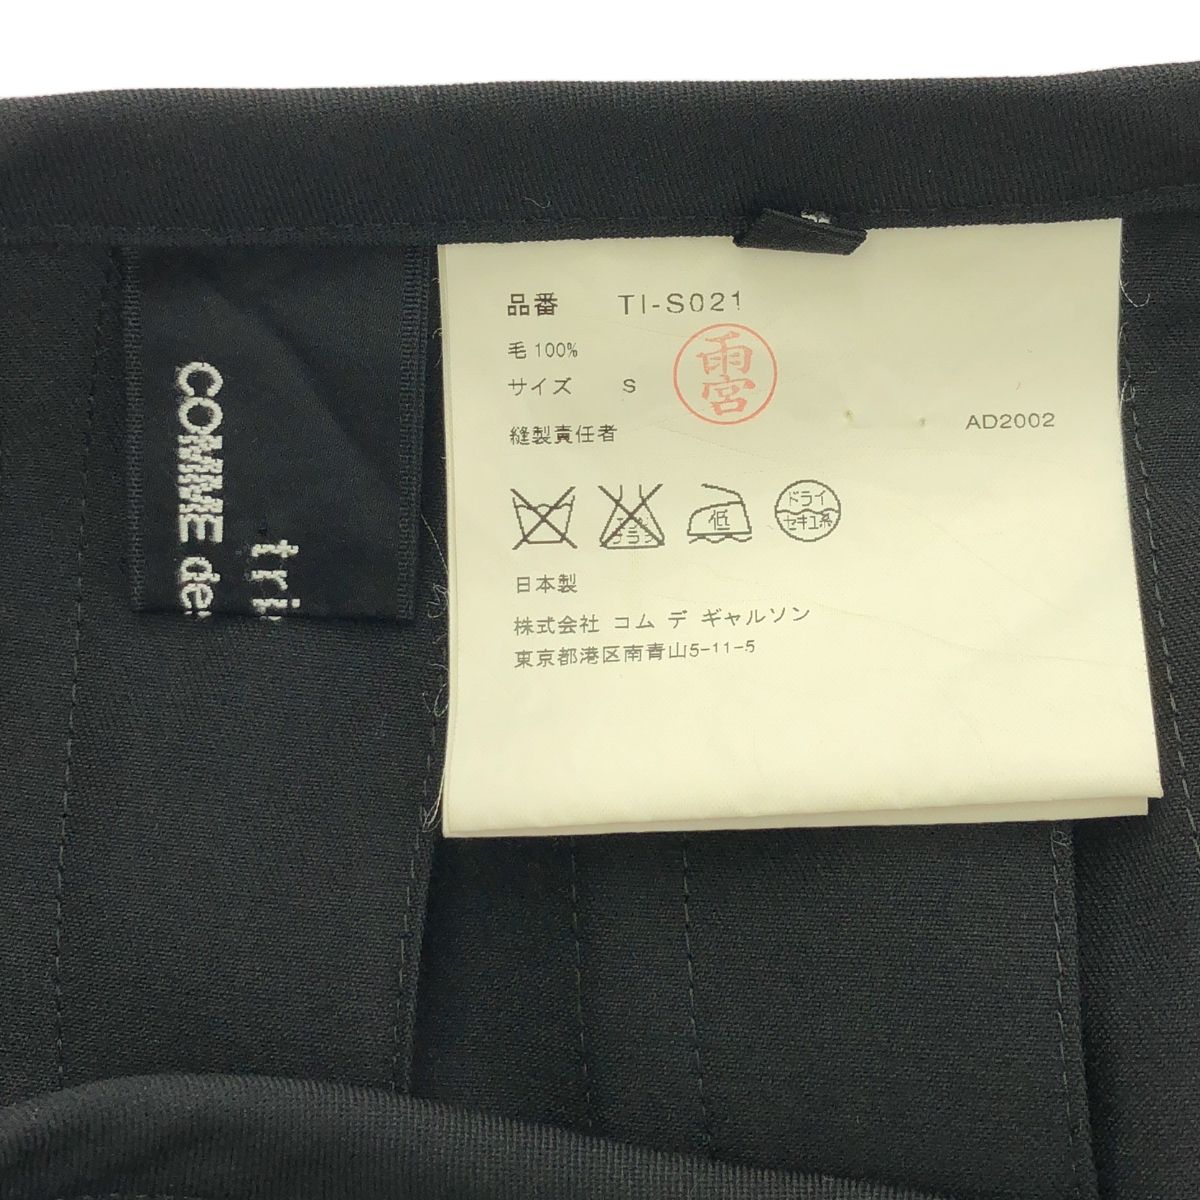 品番 TI-S021
毛 100%
サイズ S
雨宮
縫製責任者
AD2002
低
ドライ
セキユ系
日本製
株式会社 コム デ ギャルソン
東京都港区南青山5-11-5
tri
COMME de